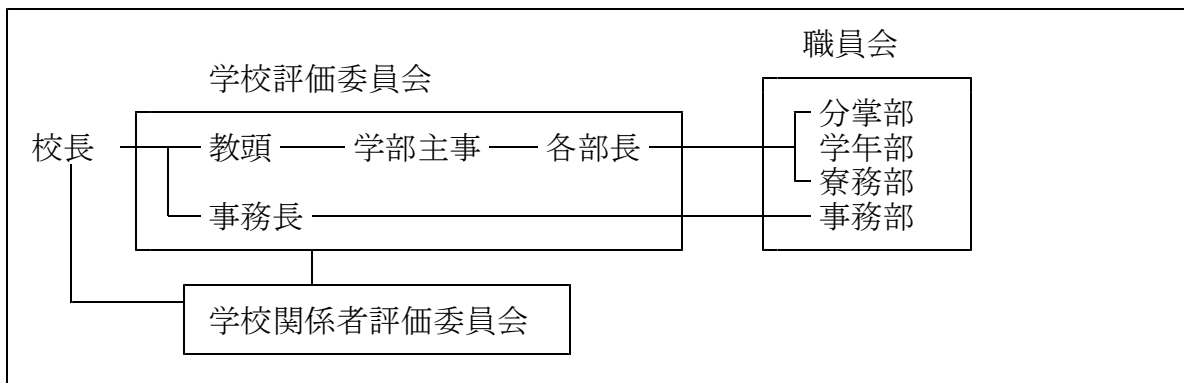 職員会
学校評価委員会
分掌部
校長 教頭 学部主事 各部長 学年部
寮務部
事務長 事務部
学校関係者評価委員会